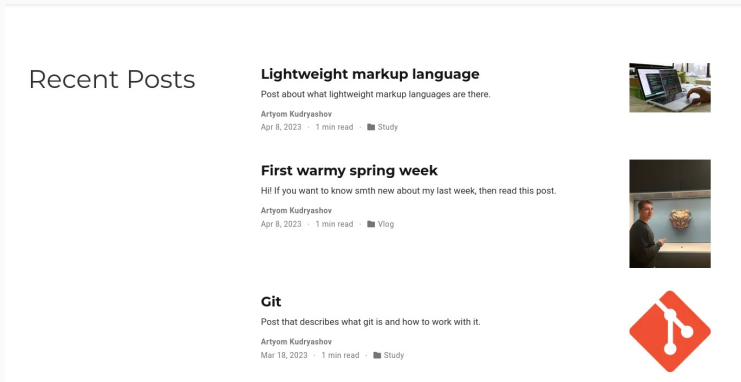 Recent Posts
Lightweight markup language
Post about what lightweight markup languages are there.
Artyom Kudryashov
Apr 8, 2023 · 1 min read · Study
First warmy spring week
Hi! If you want to know smth new about my last week, then read this post.
Artyom Kudryashov
Apr 8, 2023 · 1 min read · Vlog
Git
Post that describes what git is and how to work with it.
Artyom Kudryashov
Mar 18, 2023 · 1 min read · Study